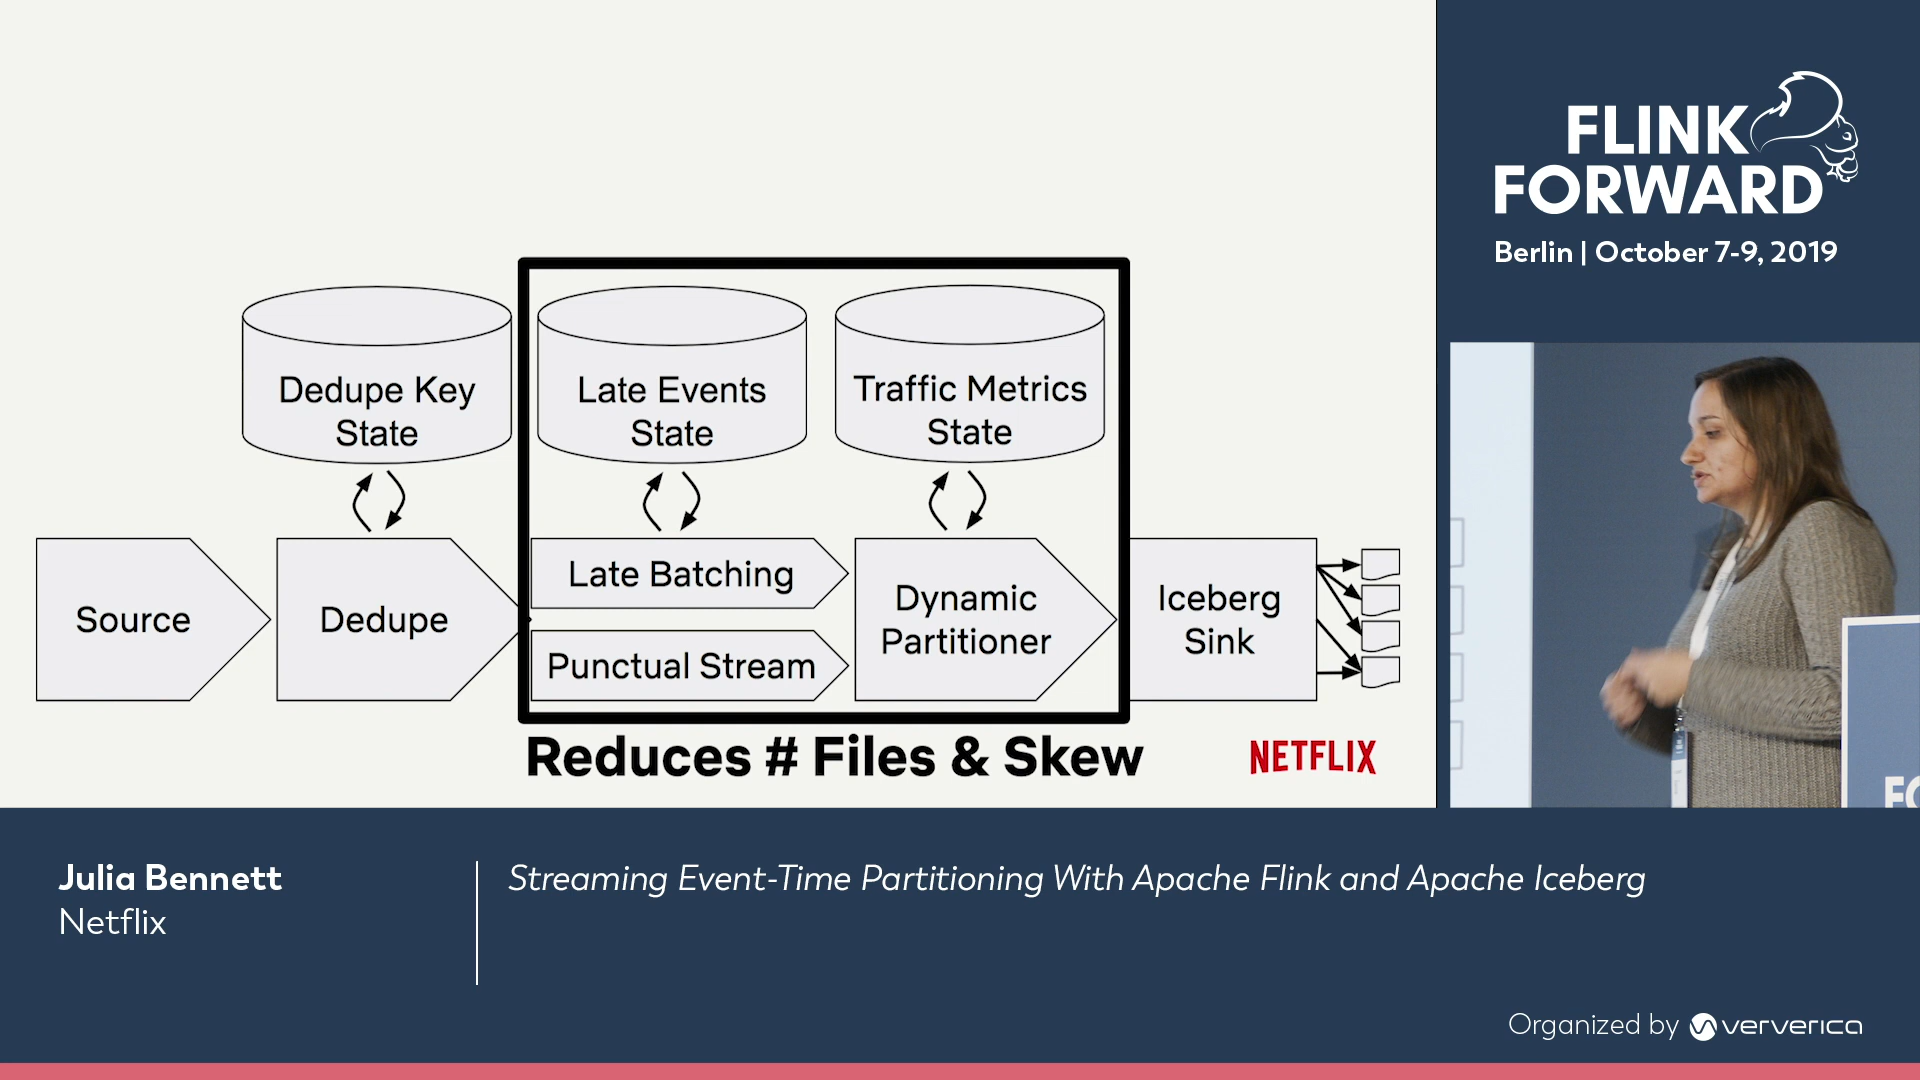 Dedupe Key
State
Late Events
State
Traffic Metrics
State
Source
Dedupe
Late Batching
Punctual Stream
Dynamic
Partitioner
Iceberg
Sink
Reduces # Files & Skew
NETFLIX
FLINK
FORWARD
Berlin | October 7-9, 2019
Julia Bennett
Netflix
Streaming Event-Time Partitioning With Apache Flink and Apache Iceberg
Organized by ververica